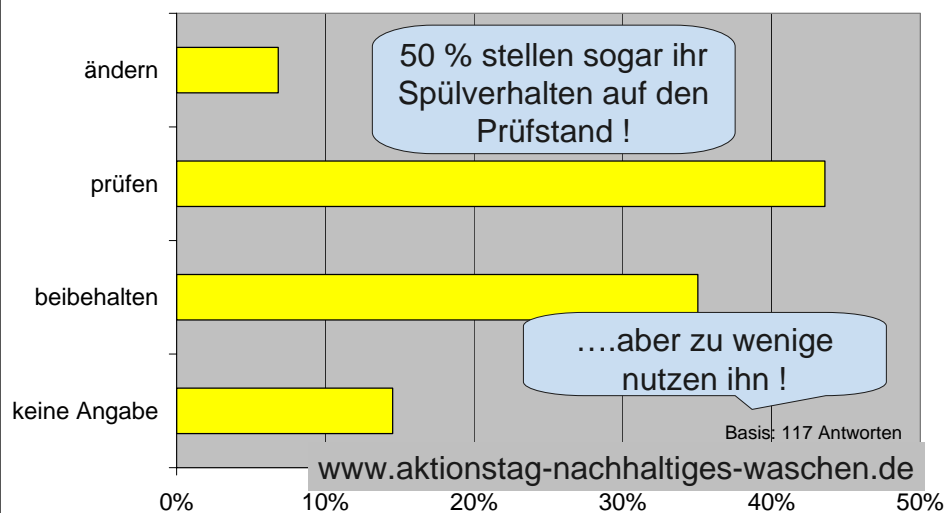 ändern
50 % stellen sogar ihr
Spülverhalten auf den
Prüfstand !
prüfen
beibehalten
….aber zu wenige
nutzen ihn !
keine Angabe
Basis: 117 Antworten
www.aktionstag-nachhaltiges-waschen.de
0% 10% 20% 30% 40% 50%